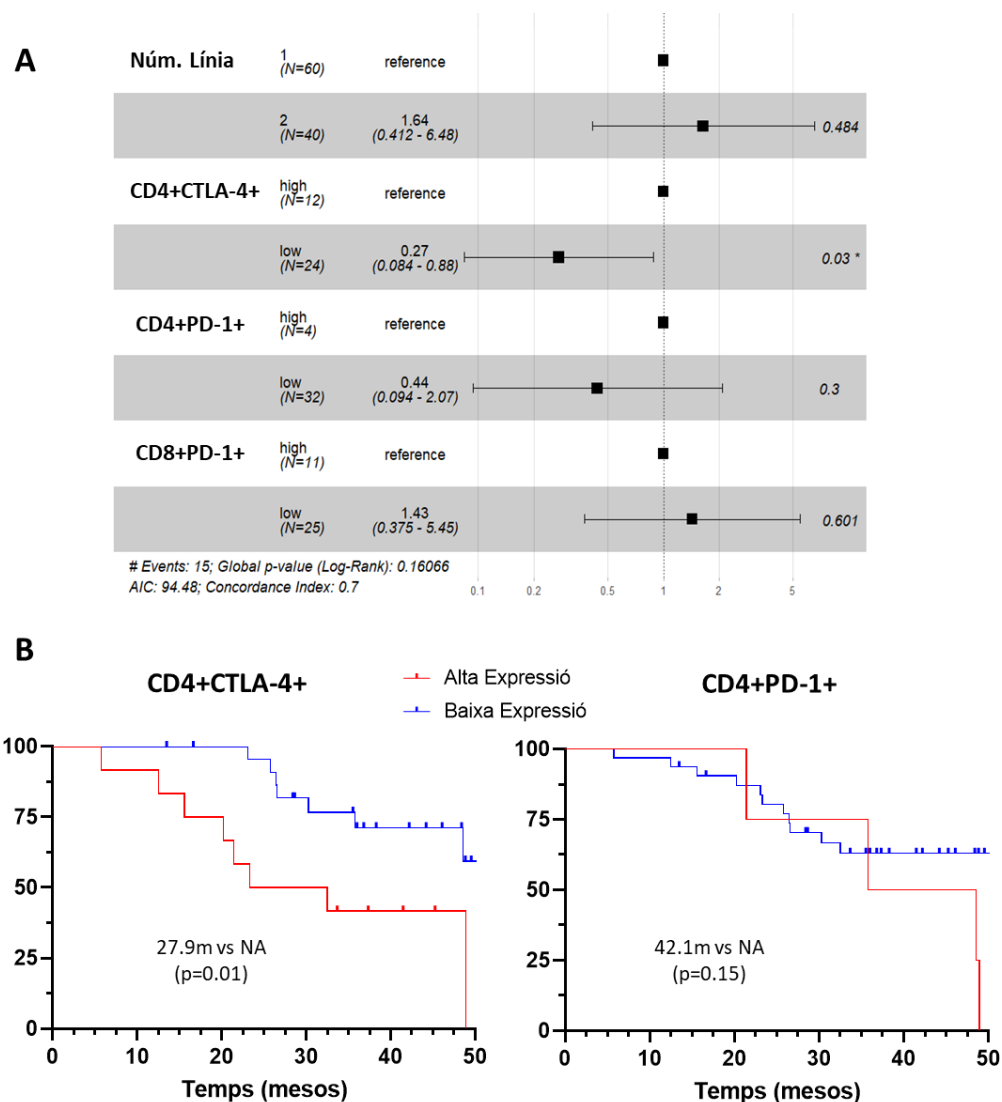 A
Núm. Línia
1
(N=60)
reference
2
(N=40)
1.64
(0.412 - 6.48)
0.484
CD4+CTLA-4+
high
(N=12)
reference
low
(N=24)
0.27
(0.084 - 0.88)
0.03 *
CD4+PD-1+
high
(N=4)
reference
low
(N=32)
0.44
(0.094 - 2.07)
0.3
CD8+PD-1+
high
(N=11)
reference
low
(N=25)
1.43
(0.375 - 5.45)
0.601
# Events: 15; Global p-value (Log-Rank): 0.16066
AIC: 94.48; Concordance Index: 0.7
0.1 0.2 0.5 1 2 5
B
CD4+CTLA-4+
Alta Expressió
Baixa Expressió
CD4+PD-1+
100
75
50
25
0
27.9m vs NA
(p=0.01)
0 10 20 30 40 50
Temps (mesos)
100
75
50
25
0
42.1m vs NA
(p=0.15)
0 10 20 30 40 50
Temps (mesos)